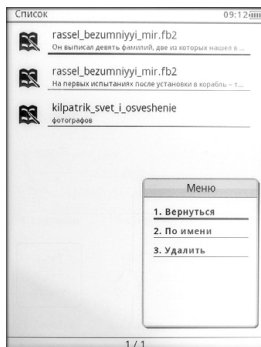 Список 09:12
rassel_bezumniyyi_mir.fb2
Он выписал девять фамилий, две из которых нашел в ...
rassel_bezumniyyi_mir.fb2
На первых испытаниях после установки в корабль – т...
kilpatrik_svet_i_osveshenie
фотографов
Меню
1. Вернуться
2. По имени
3. Удалить
1 / 1